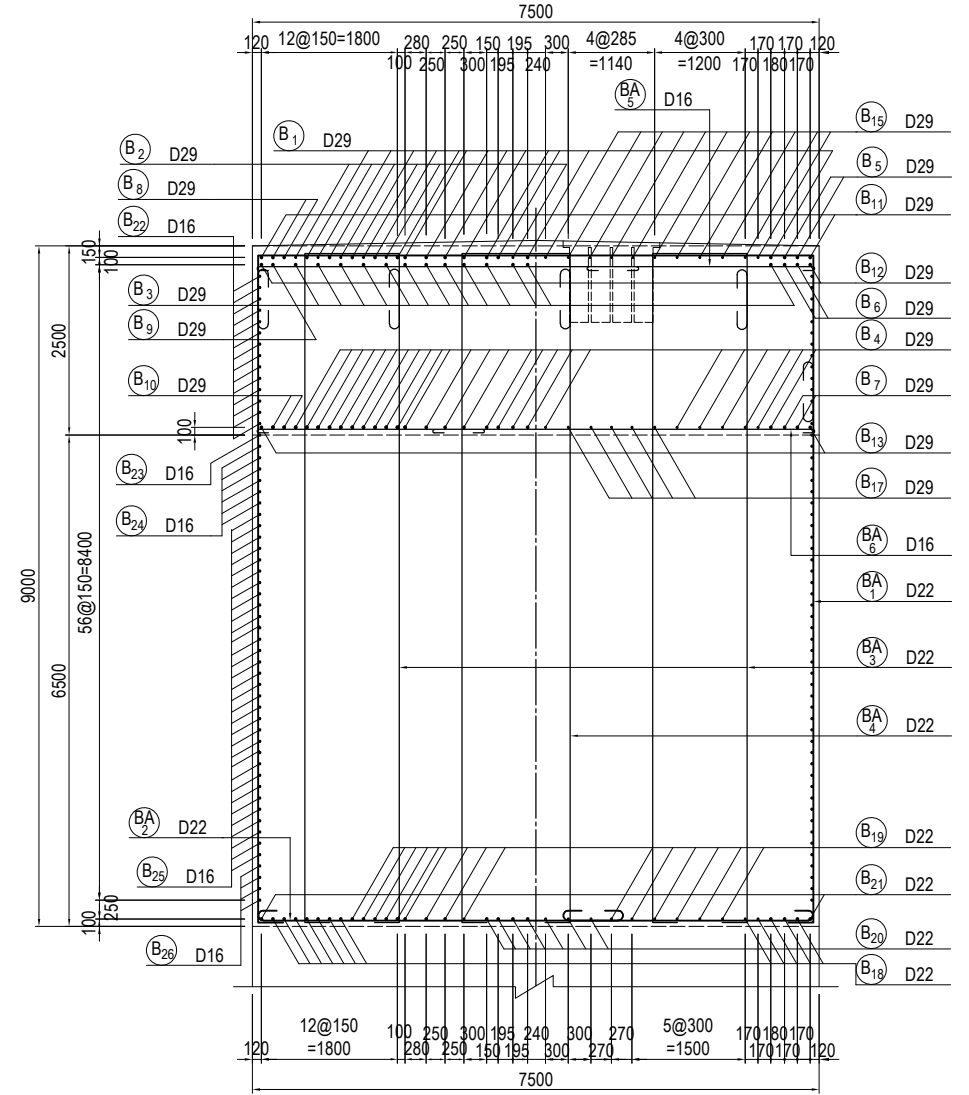 7500
120 12@150=1800 280 250 150 195 300 4@285 4@300 170 170 120
100 250 300 195 240 =1140 =1200 170 180 170
BA5 D16
B15 D29
B1 D29
B2 D29
B5 D29
B8 D29
B11 D29
B22 D16
150
100
B12 D29
B3 D29
B6 D29
B9 D29
B4 D29
2500
B10 D29
B7 D29
100
B13 D29
B23 D16
B17 D29
B24 D16
BA6 D16
9000
56@150=8400
BA1 D22
6500
BA3 D22
BA4 D22
BA2 D22
B19 D22
B25 D16
B21 D22
250
100
B20 D22
B26 D16
B18 D22
12@150 100 250 300 195 240 300 270 5@300 170 180 170
120 =1800 280 250 150 195 300 270 =1500 170 170 120
7500